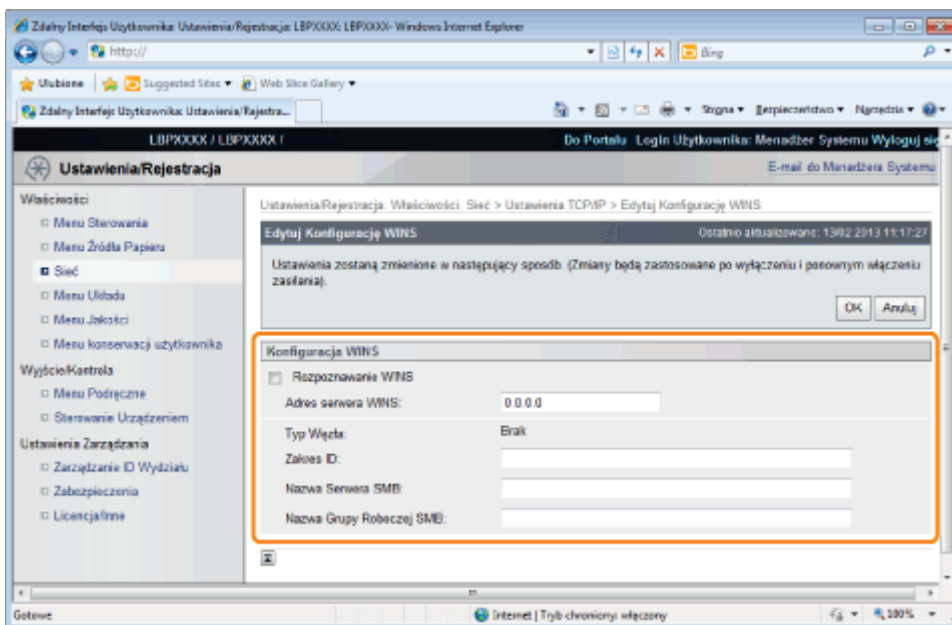 Zdalny Interfejs Użytkownika: Ustawienia/Rejestracja: LBPXXXX: LBPXXXX- Windows Internet Explorer
http://
Bing
Ulubione Suggested Sites Web Slice Gallery
Zdalny Interfejs Użytkownika: Ustawienia/Rejestra... Strona Bezpieczeństwo Narzędzia
LBPXXXX / LBPXXXX / Do Portalu Login Użytkownika: Menadżer Systemu Wyloguj się
Ustawienia/Rejestracja E-mail do Menadżera Systemu
Właściwości
Menu Sterowania
Menu Źródła Papieru
Sieć
Menu Układu
Menu Jakości
Menu konserwacji użytkownika
Wyjście/Kontrola
Menu Podręczne
Sterowanie Urządzeniem
Ustawienia Zarządzania
Zarządzanie ID Wydziału
Zabezpieczenia
Licencja/Inne
Ustawienia/Rejestracja: Właściwości: Sieć > Ustawienia TCP/IP > Edytuj Konfigurację WINS
Edytuj Konfigurację WINS Ostatnio aktualizowane: 13/02 2013 11:17:27
Ustawienia zostaną zmienione w następujący sposób. (Zmiany będą zastosowane po wyłączeniu i ponownym włączeniu
zasilania).
OK Anuluj
Konfiguracja WINS
Rozpoznawanie WINS
Adres serwera WINS: 0.0.0.0
Typ Węzła: Brak
Zakres ID:
Nazwa Serwera SMB:
Nazwa Grupy Roboczej SMB:
Gotowe Internet | Tryb chroniony: włączony 100%